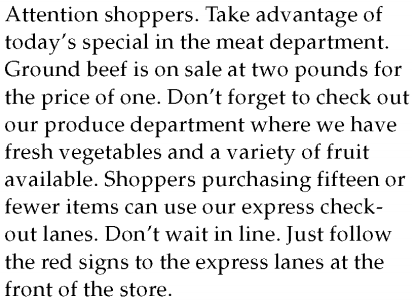 Attention shoppers. Take advantage of
today's special in the meat department.
Ground beef is on sale at two pounds for
the price of one. Don't forget to check out
our produce department where we have
fresh vegetables and a variety of fruit
available. Shoppers purchasing fifteen or
fewer items can use our express check-
out lanes. Don't wait in line. Just follow
the red signs to the express lanes at the
front of the store.